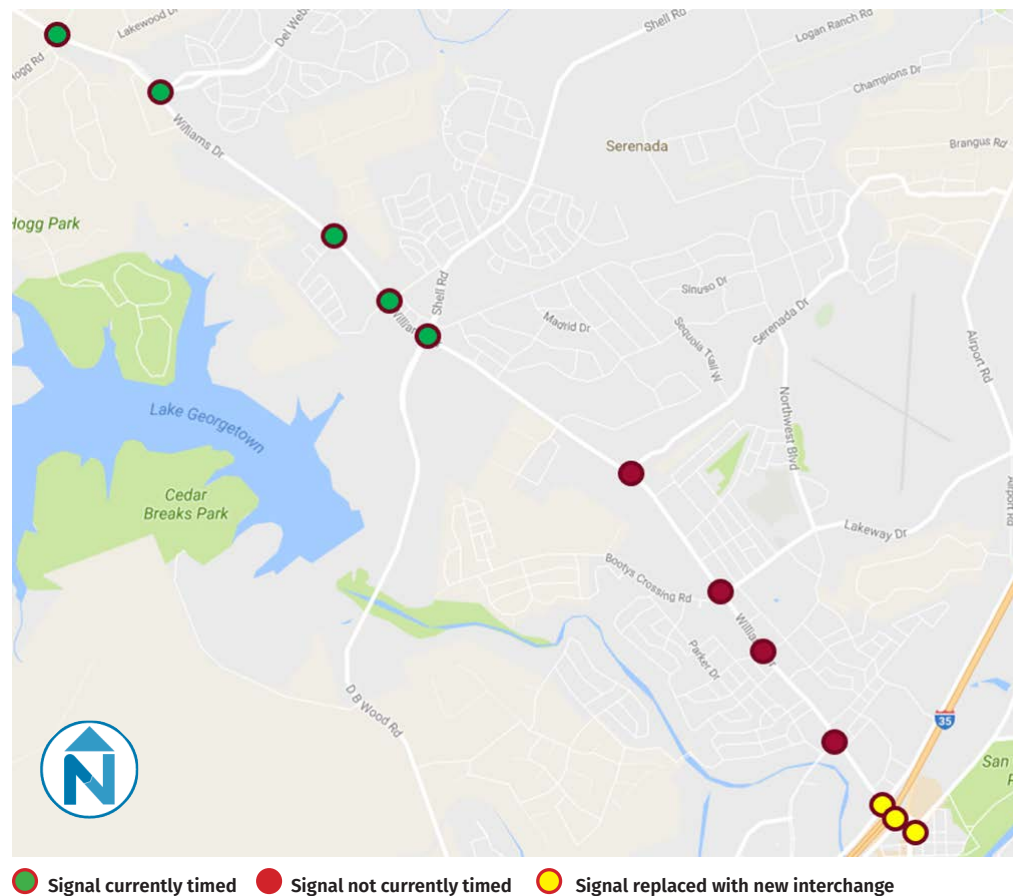 Lakewood Dr
Del Web
Shell Rd
Logan Ranch Rd
Hogg Rd
Champions Dr
Williams Dr
Serenada
Brangus Rd
Hogg Park
Shell Rd
Sinuso Dr
Madrid Dr
Serenada Dr
Sequoia Trail W
Airport Rd
Lake Georgetown
Northwest Blvd
Cedar
Breaks Park
Airport Rd
Lakeway Dr
Bootys Crossing Rd
Parker Dr
D B Wood Rd
35
San
N
Signal currently timed
Signal not currently timed
Signal replaced with new interchange